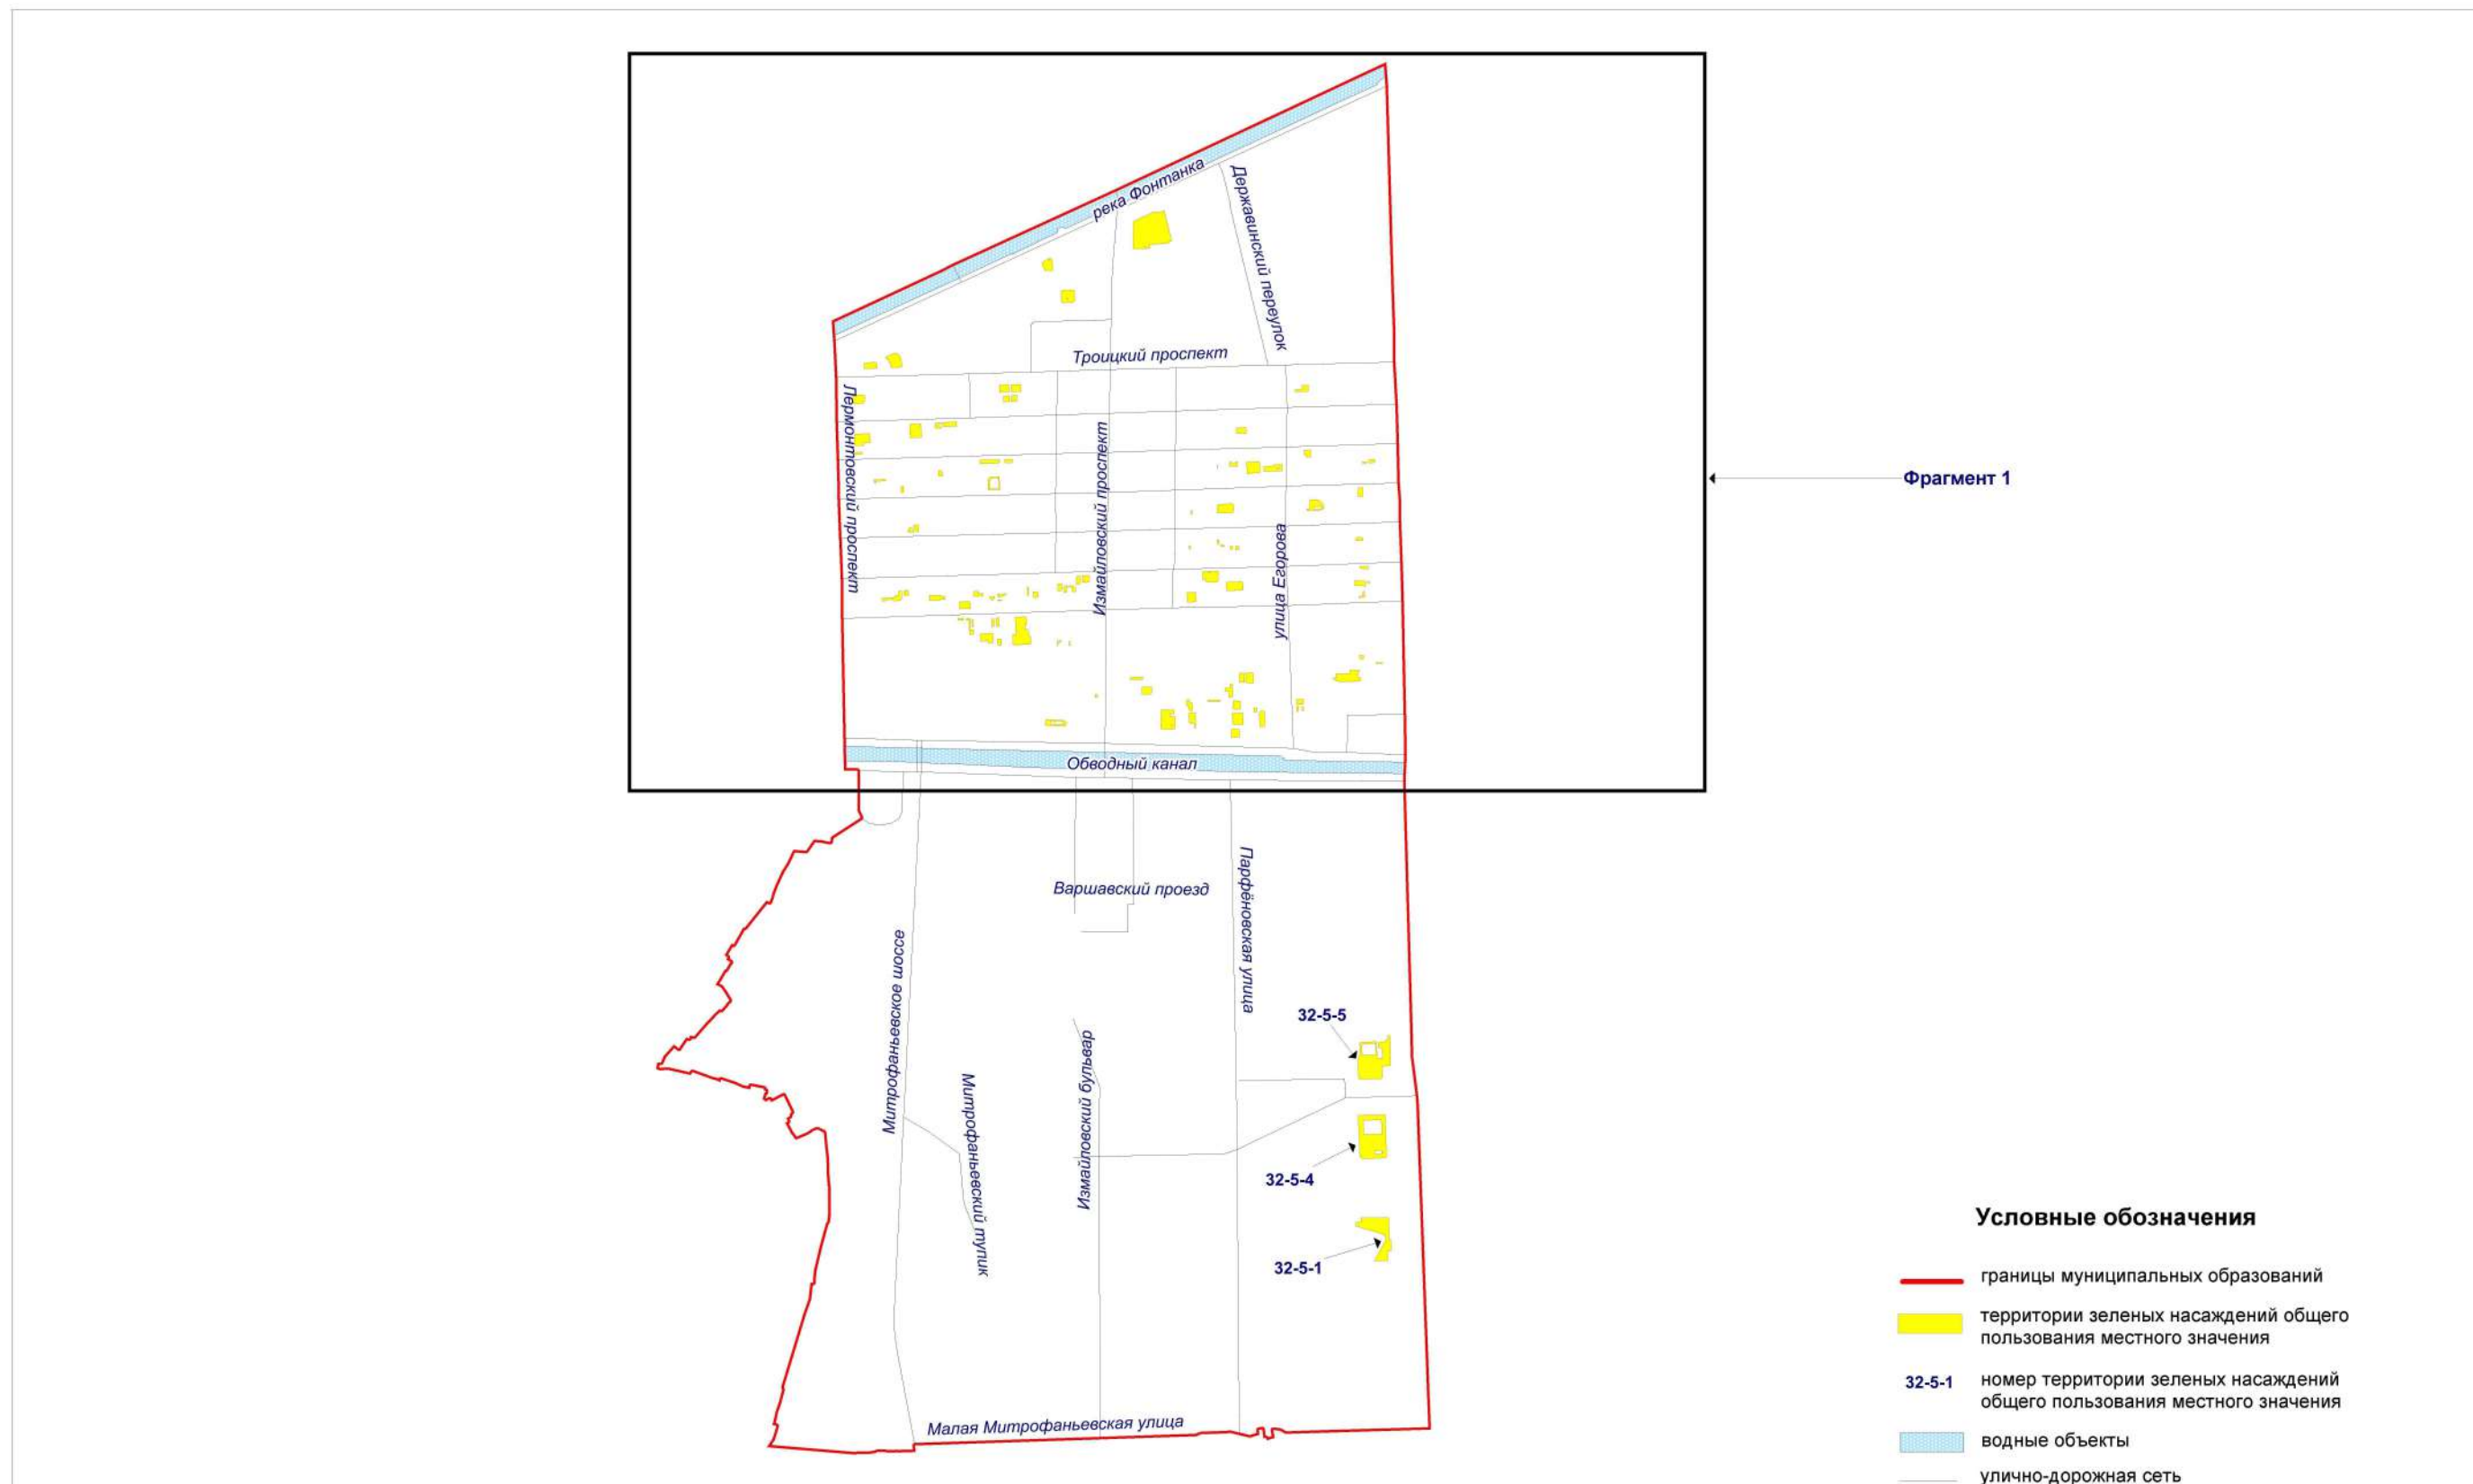 река Фонтанка
Державинский переулок
Троицкий проспект
Лермонтовский проспект
Измайловский проспект
улица Егорова
Фрагмент 1
Обводный канал
Варшавский проезд
Парфёновская улица
Митрофаньевское шоссе
Митрофаньевский тупик
Измайловский бульвар
32-5-5
32-5-4
32-5-1
Малая Митрофаньевская улица
Условные обозначения
границы муниципальных образований
территории зеленых насаждений общего
пользования местного значения
32-5-1 номер территории зеленых насаждений
общего пользования местного значения
водные объекты
улично-дорожная сеть